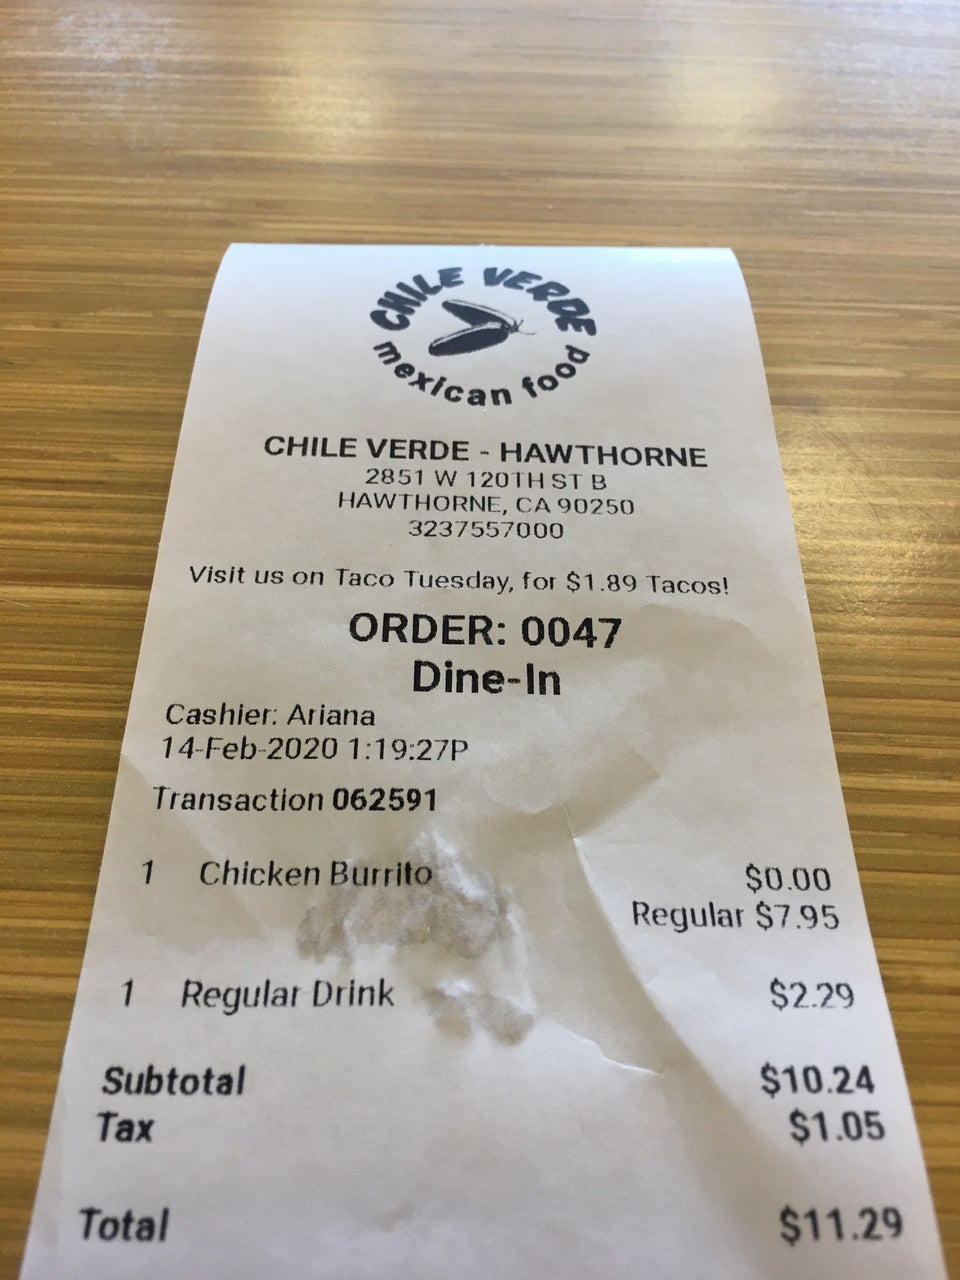 CHILE VERDE
mexican food
CHILE VERDE - HAWTHORNE
2851 W 120TH ST B
HAWTHORNE, CA 90250
3237557000
Visit us on Taco Tuesday, for $1.89 Tacos!
ORDER: 0047
Dine-In
Cashier: Ariana
14-Feb-2020 1:19:27P
Transaction 062591
1 Chicken Burrito $0.00
Regular $7.95
1 Regular Drink $2.29
Subtotal $10.24
Tax $1.05
Total $11.29